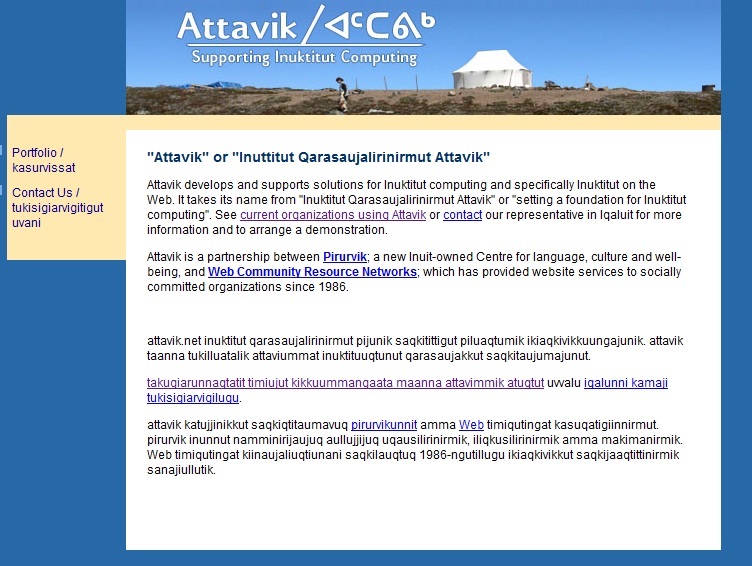 Attavik/ᐊᑦᑕᕕᒃ
Supporting Inuktitut Computing
Portfolio /
kasurvissat
Contact Us /
tukisigiarvigitigut
uvani
"Attavik" or "Inuttitut Qarasaujalirinirmut Attavik"
Attavik develops and supports solutions for Inuktitut computing and specifically Inuktitut on the
Web. It takes its name from "Inuktitut Qarasaujalirinirmut Attavik" or "setting a foundation for Inuktitut
computing". See current organizations using Attavik or contact our representative in Iqaluit for more
information and to arrange a demonstration.
Attavik is a partnership between Pirurvik; a new Inuit-owned Centre for language, culture and well-
being, and Web Community Resource Networks; which has provided website services to socially
committed organizations since 1986.
attavik.net inuktitut qarasaujalirinirmut pijunik saqkitittigut piluaqtumik ikiaqkivikkuungajunik. attavik
taanna tukilluatalik attaviummat inuktituuqtunut qarasaujakkut saqkitaujumajunut.
takuqiarunnaqtatit timiujut kikkuummangaata maanna attavimmik atuqtut uvvalu iqalunni kamaji
tukisigiarvigilugu.
attavik katujjinikkut saqkiqtitaumavuq pirurvikunnit amma Web timiqutingat kasuqatigiinnirmut.
pirurvik inunnut namminirijaujuq aullujjijuq uqausilirinirmik, iliqkusilirinirmik amma makimanirmik.
Web timiqutingat kiinaujaliuqtiunani saqkilauqtuq 1986-ngutillugu ikiaqkivikkut saqkijaaqtittinirmik
sanajiullutik.